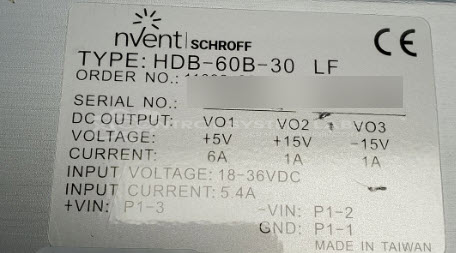 nVent | SCHROFF
CE
TYPE: HDB-60B-30 LF
ORDER NO.:
SERIAL NO.:
DC OUTPUT: VO1 VO2 VO3
VOLTAGE: +5V +15V -15V
CURRENT: 6A 1A 1A
INPUT VOLTAGE: 18-36VDC
INPUT CURRENT: 5.4A
+VIN: P1-3 -VIN: P1-2
GND: P1-1
MADE IN TAIWAN